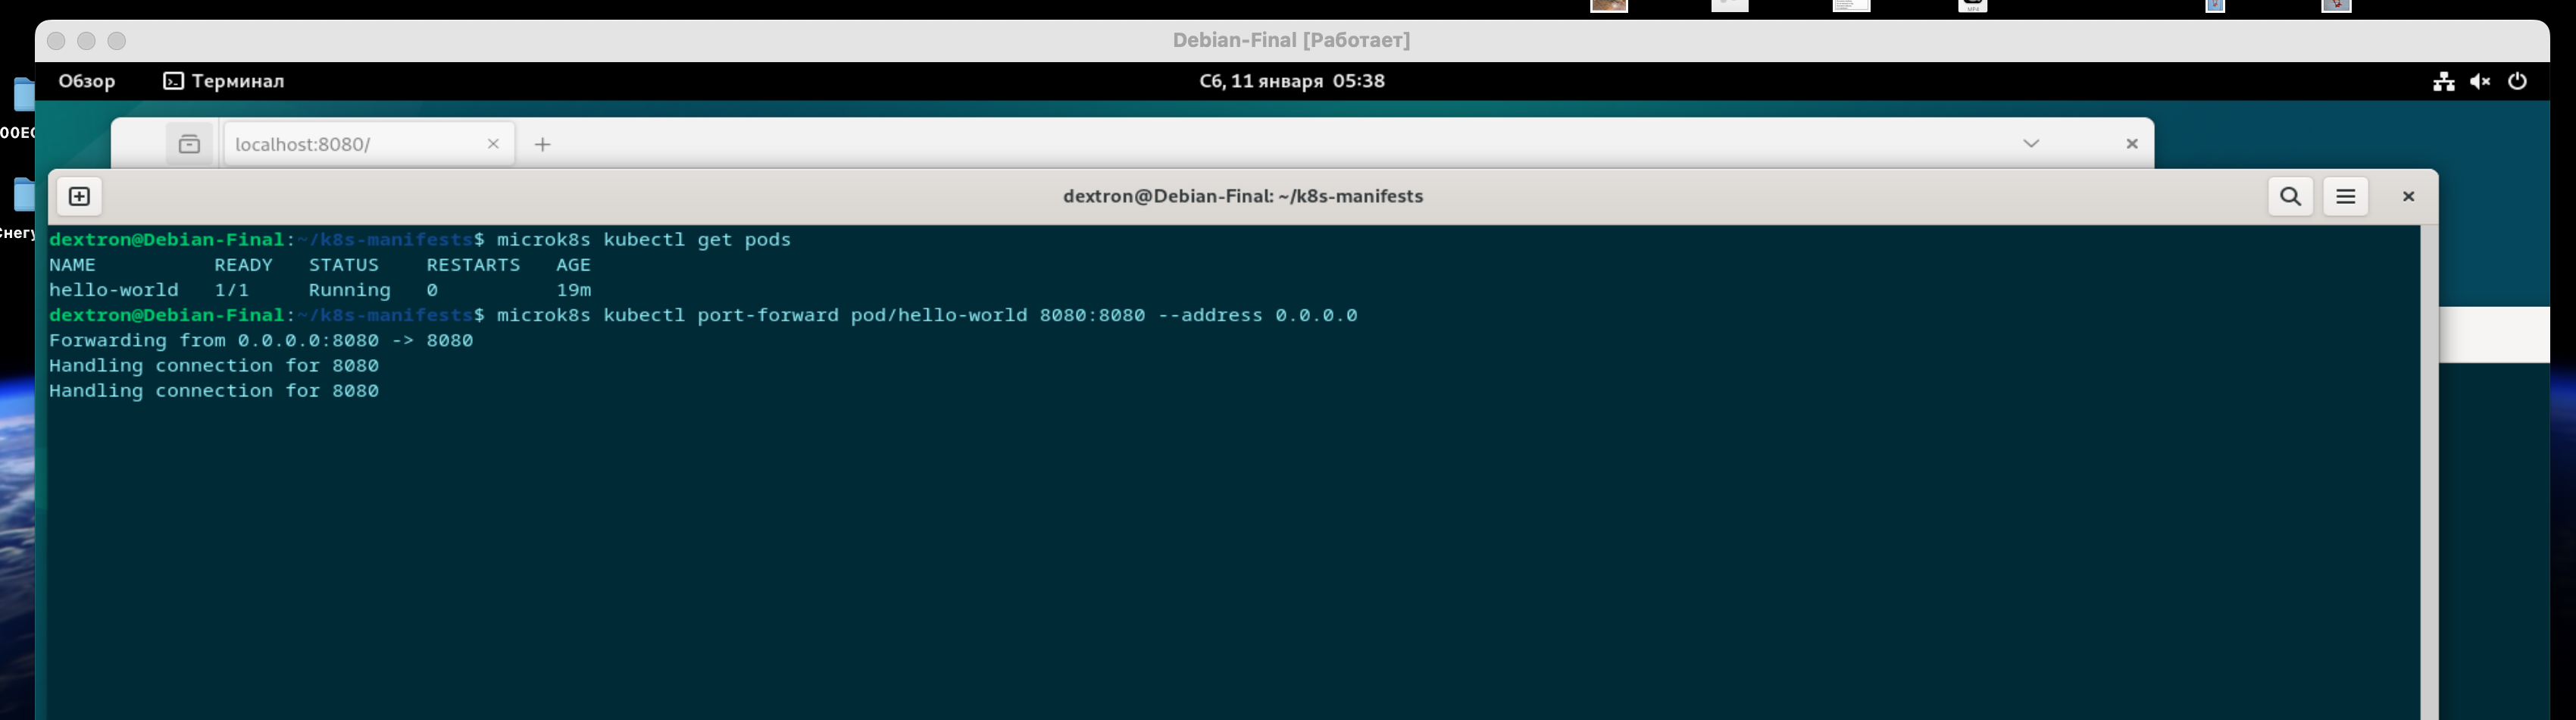 MP4
Debian-Final [Работает]
Обзор Терминал Сб, 11 января 05:38
00EC
localhost:8080/
dextron@Debian-Final: ~/k8s-manifests
Снегу
dextron@Debian-Final:~/k8s-manifests$ microk8s kubectl get pods
NAME READY STATUS RESTARTS AGE
hello-world 1/1 Running 0 19m
dextron@Debian-Final:~/k8s-manifests$ microk8s kubectl port-forward pod/hello-world 8080:8080 --address 0.0.0.0
Forwarding from 0.0.0.0:8080 -> 8080
Handling connection for 8080
Handling connection for 8080